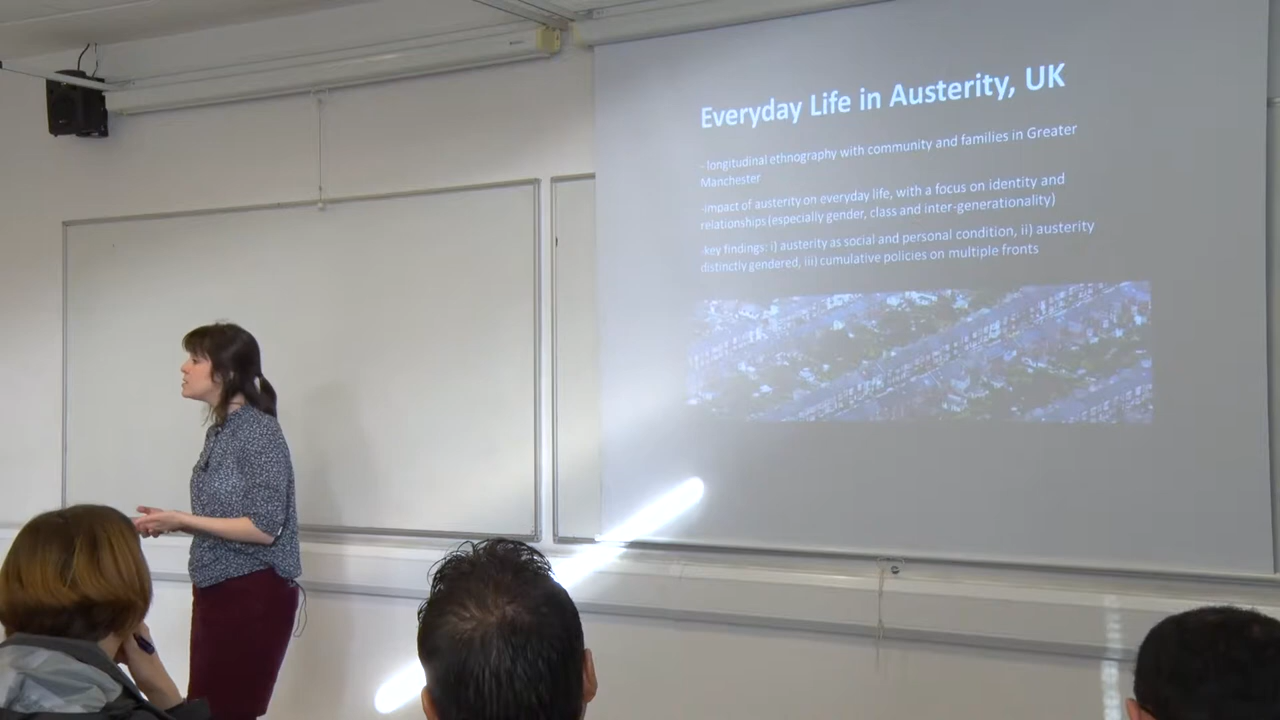 Everyday Life in Austerity, UK
- longitudinal ethnography with community and families in Greater
Manchester
-impact of austerity on everyday life, with a focus on identity and
relationships (especially gender, class and inter-generationality)
-key findings: i) austerity as social and personal condition, ii) austerity
distinctly gendered, iii) cumulative policies on multiple fronts